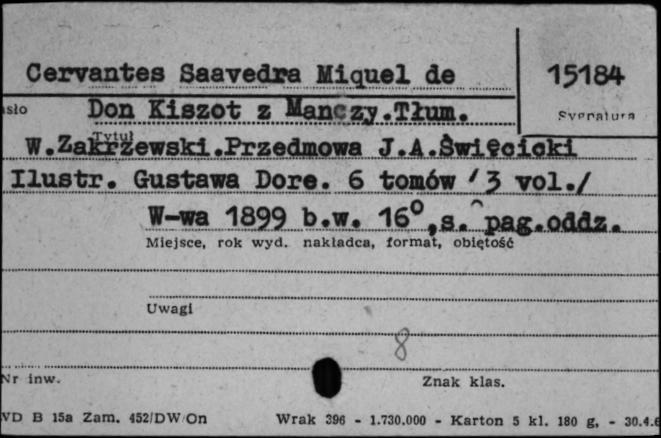 Cervantes Saavedra Miquel de
15184
Sygnatura
Don Kiszot z Manczy.Tłum.
Tytuł
W.Zakrzewski.Przedmowa J.A.Święcicki
Ilustr. Gustawa Dore. 6 tomów /3 vol./
W-wa 1899 b.w. 16°,s. pag.oddz.
Miejsce, rok wyd. nakładca, format, objętość
Uwagi
8
Nr inw.
Znak klas.
VD B 15a Zam. 452/DW/On Wrak 396 - 1.730.000 - Karton 5 kl. 180 g, - 30.4.6